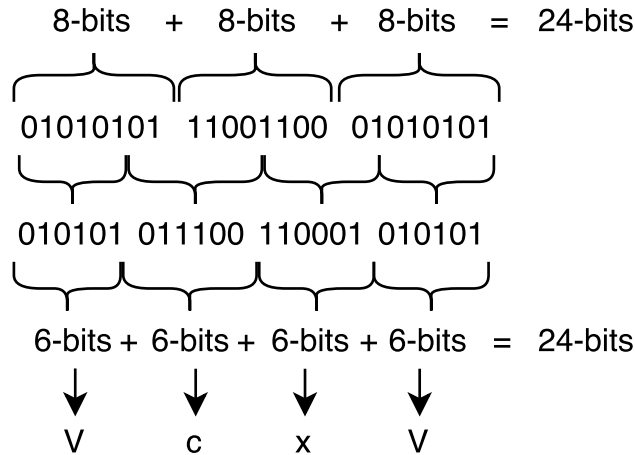 8-bits + 8-bits + 8-bits = 24-bits
01010101 11001100 01010101
010101 011100 110001 010101
6-bits + 6-bits + 6-bits + 6-bits = 24-bits
V c x V